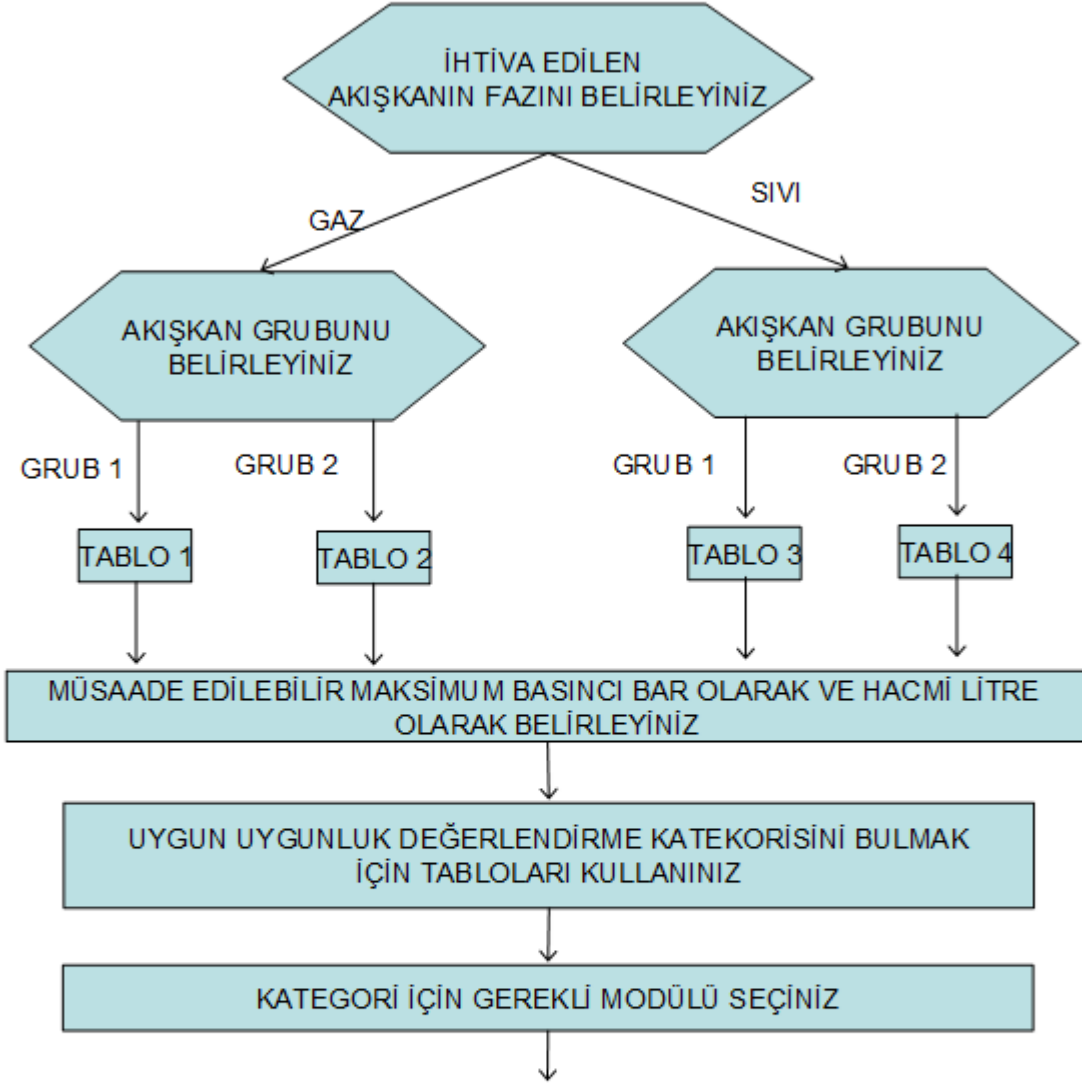 İHTİVA EDİLEN
AKIŞKANIN FAZINI BELİRLEYİNİZ
GAZ
SIVI
AKIŞKAN GRUBUNU
BELİRLEYİNİZ
AKIŞKAN GRUBUNU
BELİRLEYİNİZ
GRUB 1
GRUB 2
GRUB 1
GRUB 2
TABLO 1
TABLO 2
TABLO 3
TABLO 4
MÜSAADE EDİLEBİLİR MAKSİMUM BASINCI BAR OLARAK VE HACMİ LİTRE
OLARAK BELİRLEYİNİZ
UYGUN UYGUNLUK DEĞERLENDİRME KATEKORİSİNİ BULMAK
İÇİN TABLOLARI KULLANINIZ
KATEGORİ İÇİN GEREKLİ MODÜLÜ SEÇİNİZ